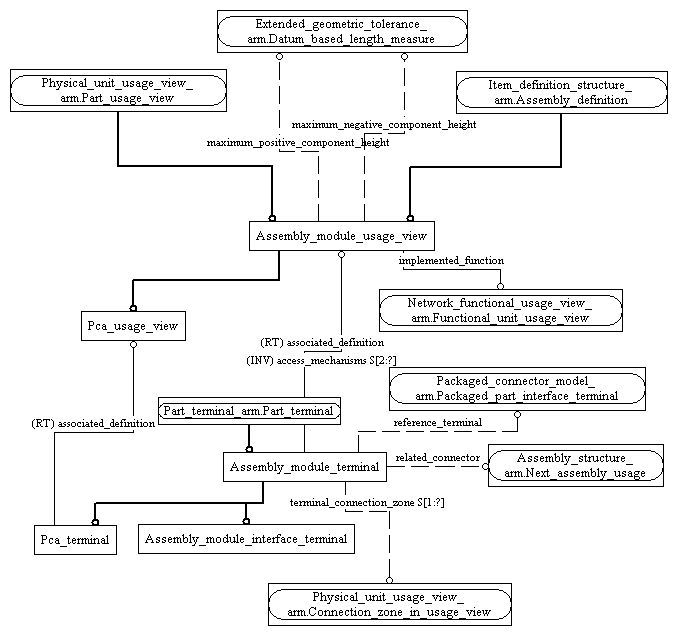 Extended_geometric_tolerance_
arm.Datum_based_length_measure
Physical_unit_usage_view_
arm.Part_usage_view
Item_definition_structure_
arm.Assembly_definition
maximum_negative_component_height
maximum_positive_component_height
Assembly_module_usage_view
implemented_function
Network_functional_usage_view_
arm.Functional_unit_usage_view
Pca_usage_view
(RT) associated_definition
(INV) access_mechanisms S[2:?]
Packaged_connector_model_
arm.Packaged_part_interface_terminal
Part_terminal_arm.Part_terminal
(RT) associated_definition
reference_terminal
Assembly_module_terminal
related_connector
Assembly_structure_
arm.Next_assembly_usage
terminal_connection_zone S[1:?]
Pca_terminal
Assembly_module_interface_terminal
Physical_unit_usage_view_
arm.Connection_zone_in_usage_view